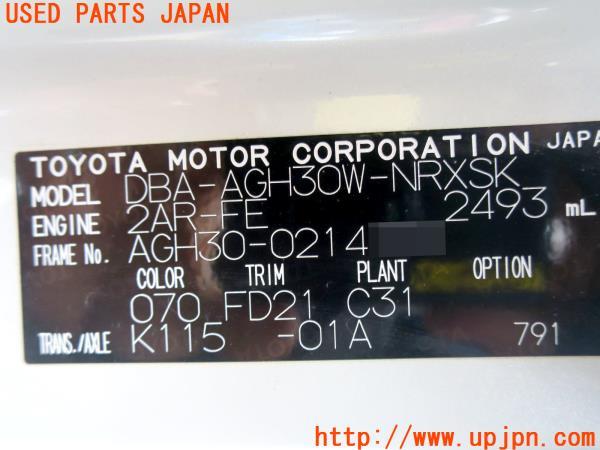 USED PARTS JAPAN
TOYOTA MOTOR CORPORATION JAPA
MODEL DBA-AGH30W-NRXSK
ENGINE 2AR-FE 2493 mL
FRAME No. AGH30-0214
COLOR TRIM PLANT OPTION
070 FD21 C31
TRANS./AXLE K115 -01A 791
http://www.upjpn.com